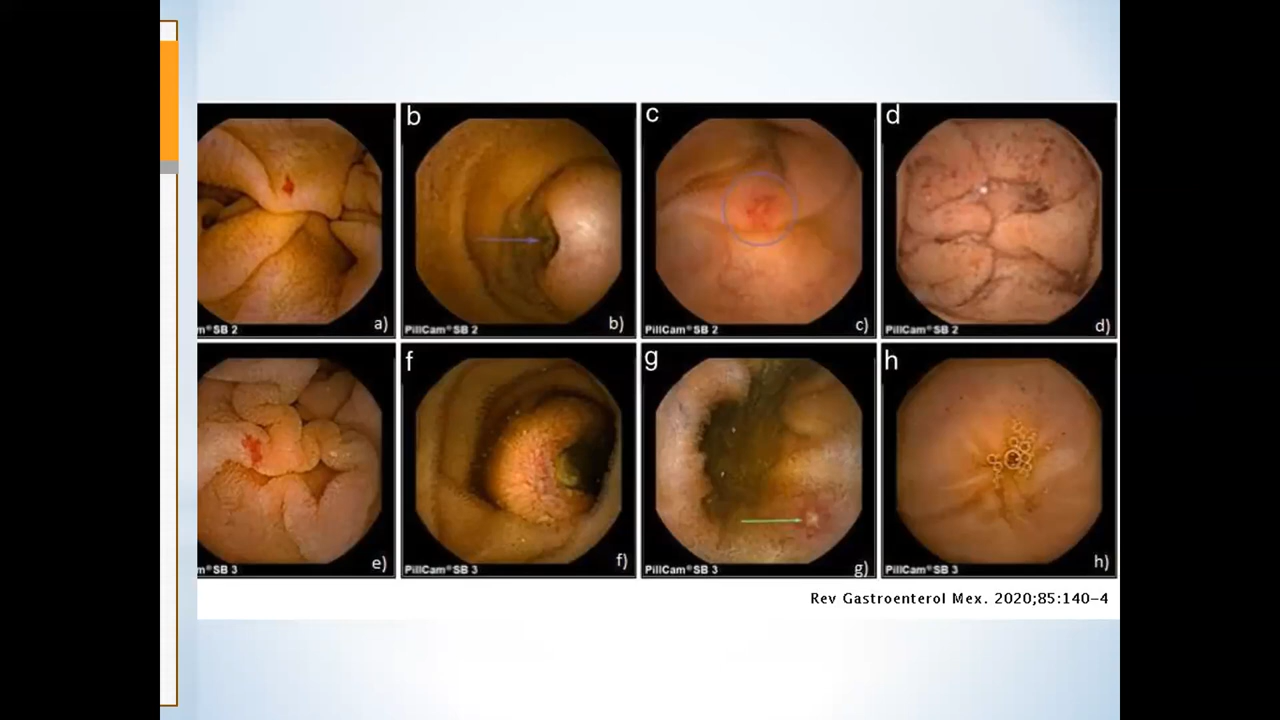 b c d
a) b) c) d)
m® SB 2 PillCam® SB 2 PillCam® SB 2 PillCam® SB 2
f g h
e) f) g) h)
m® SB 3 PillCam® SB 3 PillCam® SB 3 PillCam® SB 3
Rev Gastroenterol Mex. 2020;85:140–4